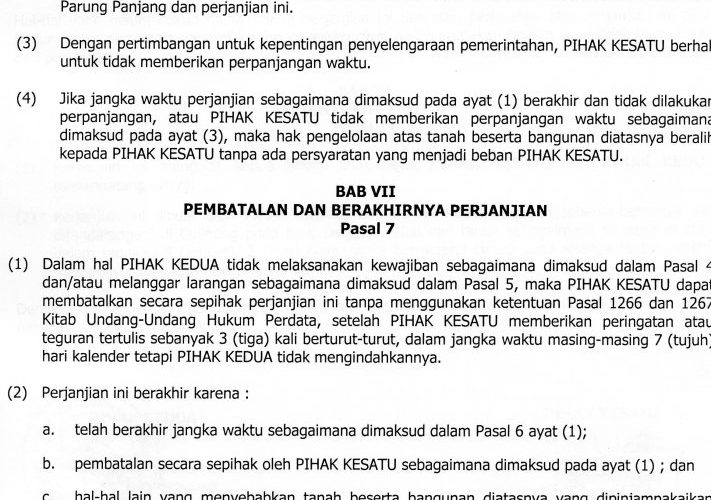 Parung Panjang dan perjanjian ini.
(3) Dengan pertimbangan untuk kepentingan penyelengaraan pemerintahan, PIHAK KESATU berhal
untuk tidak memberikan perpanjangan waktu.
(4) Jika jangka waktu perjanjian sebagaimana dimaksud pada ayat (1) berakhir dan tidak dilakukar
perpanjangan, atau PIHAK KESATU tidak memberikan perpanjangan waktu sebagaimana
dimaksud pada ayat (3), maka hak pengelolaan atas tanah beserta bangunan diatasnya beralih
kepada PIHAK KESATU tanpa ada persyaratan yang menjadi beban PIHAK KESATU.
BAB VII
PEMBATALAN DAN BERAKHIRNYA PERJANJIAN
Pasal 7
(1) Dalam hal PIHAK KEDUA tidak melaksanakan kewajiban sebagaimana dimaksud dalam Pasal 4
dan/atau melanggar larangan sebagaimana dimaksud dalam Pasal 5, maka PIHAK KESATU dapat
membatalkan secara sepihak perjanjian ini tanpa menggunakan ketentuan Pasal 1266 dan 1267
Kitab Undang-Undang Hukum Perdata, setelah PIHAK KESATU memberikan peringatan atau
teguran tertulis sebanyak 3 (tiga) kali berturut-turut, dalam jangka waktu masing-masing 7 (tujuh)
hari kalender tetapi PIHAK KEDUA tidak mengindahkannya.
(2) Perjanjian ini berakhir karena :
a. telah berakhir jangka waktu sebagaimana dimaksud dalam Pasal 6 ayat (1);
b. pembatalan secara sepihak oleh PIHAK KESATU sebagaimana dimaksud pada ayat (1) ; dan
c. hal-hal lain yang menyebabkan tanah beserta bangunan diatasnya yang dipinjampakaikan